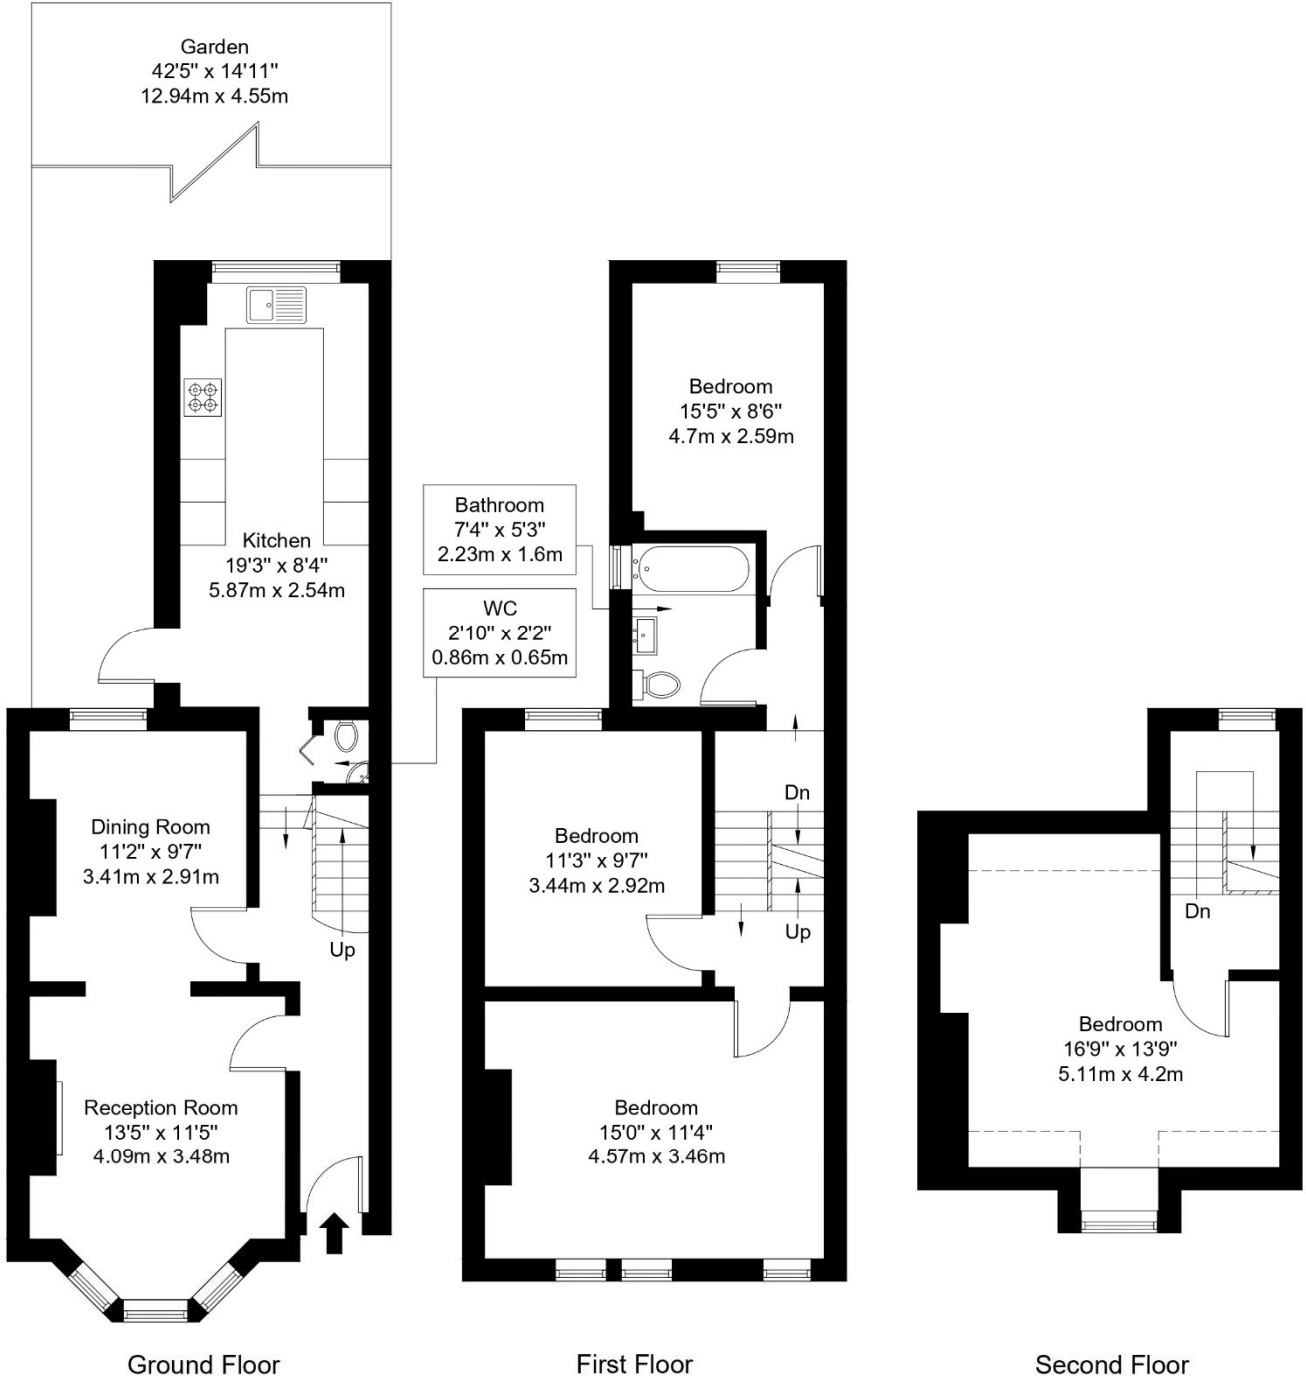 Garden
42'5" x 14'11"
12.94m x 4.55m
Kitchen
19'3" x 8'4"
5.87m x 2.54m
WC
2'10" x 2'2"
0.86m x 0.65m
Dining Room
11'2" x 9'7"
3.41m x 2.91m
Up
Reception Room
13'5" x 11'5"
4.09m x 3.48m
Ground Floor
Bedroom
15'5" x 8'6"
4.7m x 2.59m
Bathroom
7'4" x 5'3"
2.23m x 1.6m
Dn
Bedroom
11'3" x 9'7"
3.44m x 2.92m
Up
Bedroom
15'0" x 11'4"
4.57m x 3.46m
First Floor
Dn
Bedroom
16'9" x 13'9"
5.11m x 4.2m
Second Floor